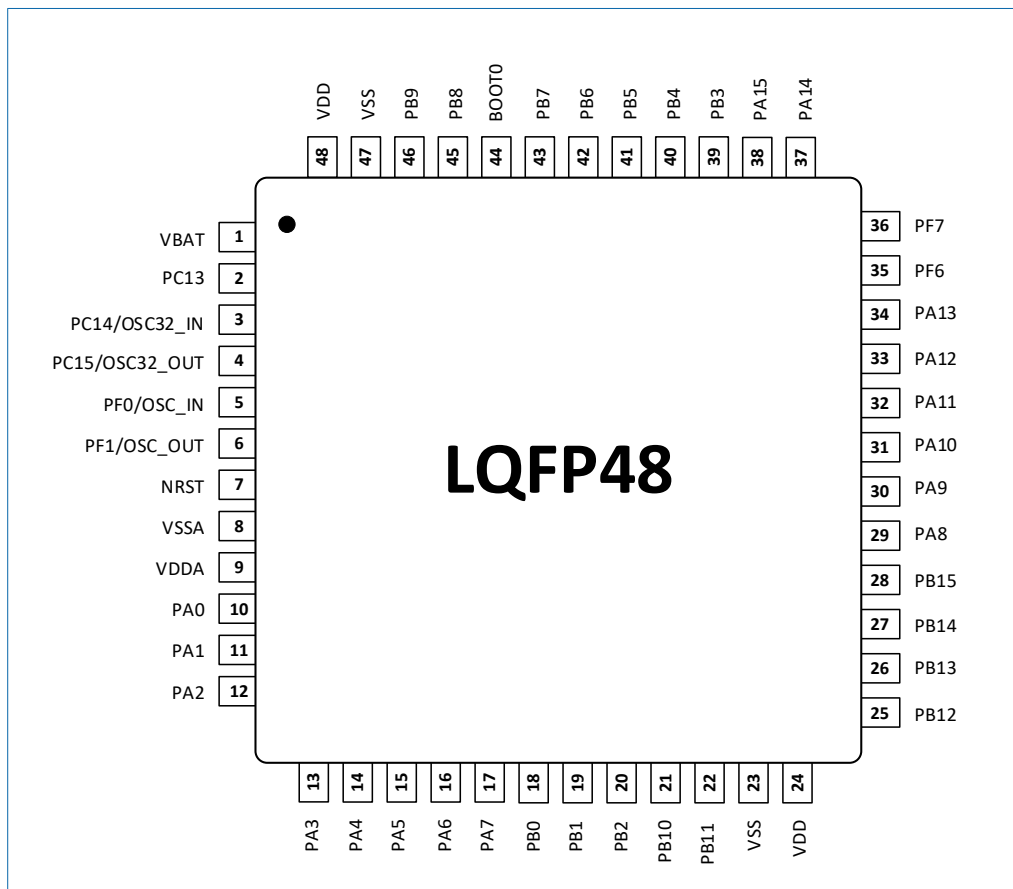 VDD
VSS
PB9
PB8
BOOT0
PB7
PB6
PB5
PB4
PB3
PA15
PA14
48
47
46
45
44
43
42
41
40
39
38
37
VBAT 1
PC13 2
PC14/OSC32_IN 3
PC15/OSC32_OUT 4
PF0/OSC_IN 5
PF1/OSC_OUT 6
NRST 7
VSSA 8
VDDA 9
PA0 10
PA1 11
PA2 12
LQFP48
36 PF7
35 PF6
34 PA13
33 PA12
32 PA11
31 PA10
30 PA9
29 PA8
28 PB15
27 PB14
26 PB13
25 PB12
13
14
15
16
17
18
19
20
21
22
23
24
PA3
PA4
PA5
PA6
PA7
PB0
PB1
PB2
PB10
PB11
VSS
VDD